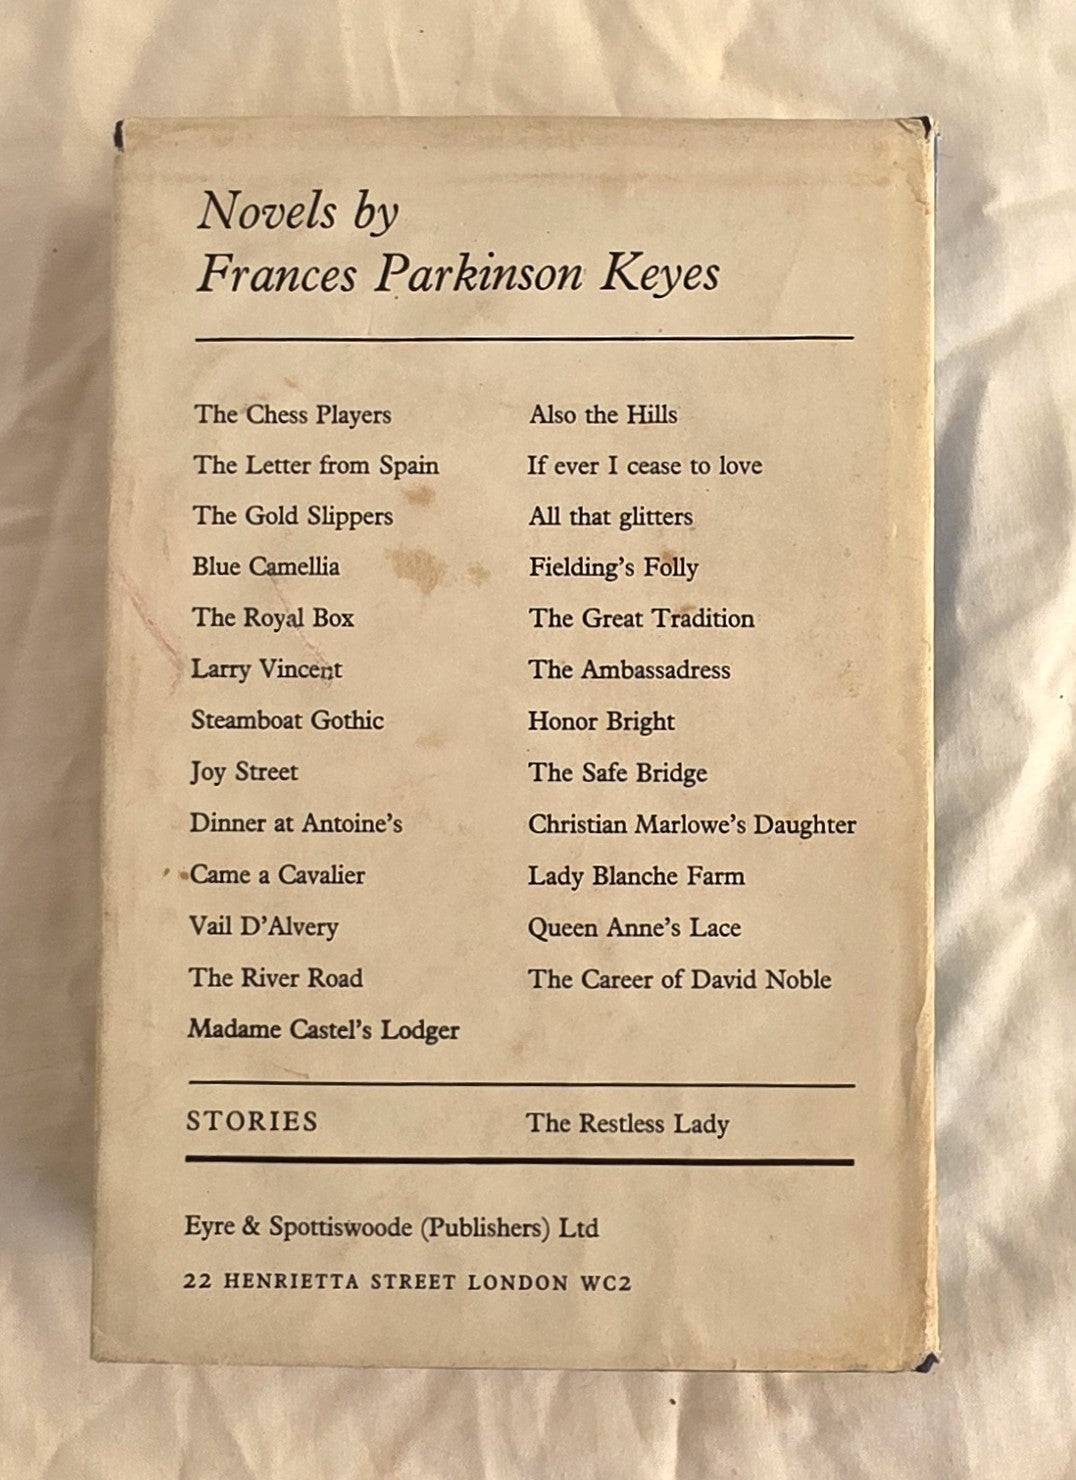 Novels by
Frances Parkinson Keyes
The Chess Players
The Letter from Spain
The Gold Slippers
Blue Camellia
The Royal Box
Larry Vincent
Steamboat Gothic
Joy Street
Dinner at Antoine's
Came a Cavalier
Vail D'Alvery
The River Road
Madame Castel's Lodger
Also the Hills
If ever I cease to love
All that glitters
Fielding's Folly
The Great Tradition
The Ambassadress
Honor Bright
The Safe Bridge
Christian Marlowe's Daughter
Lady Blanche Farm
Queen Anne's Lace
The Career of David Noble
STORIES The Restless Lady
Eyre & Spottiswoode (Publishers) Ltd
22 HENRIETTA STREET LONDON WC2